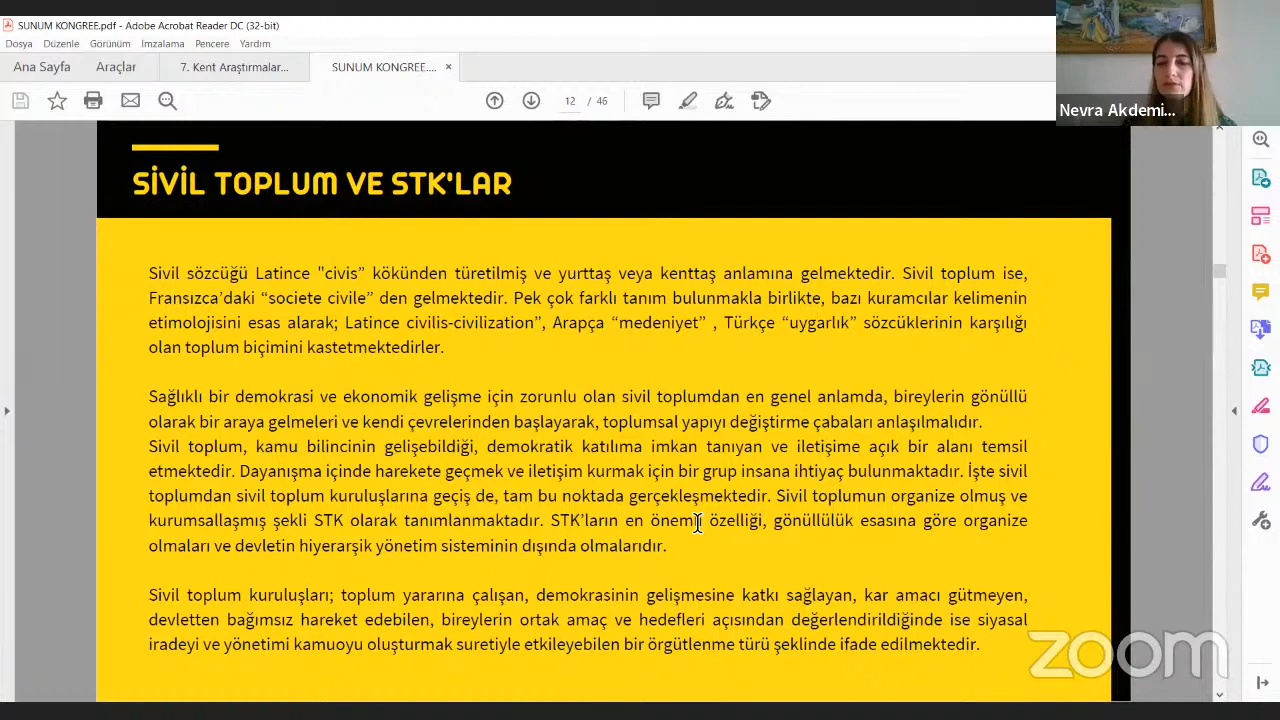 SUNUM KONGREE.pdf - Adobe Acrobat Reader DC (32-bit)
Dosya Düzenle Görünüm Imzalama Pencere Yardım
Ana Sayfa Araçlar 7. Kent Araştırmalar... SUNUM KONGREE.... ×
12 / 46
Nevra Akdemi...
SİVİL TOPLUM VE STK'LAR
Sivil sözcüğü Latince "civis” kökünden türetilmiş ve yurttaş veya kenttaş anlamına gelmektedir. Sivil toplum ise,
Fransızca’daki “societe civile” den gelmektedir. Pek çok farklı tanım bulunmakla birlikte, bazı kuramcılar kelimenin
etimolojisini esas alarak; Latince civilis-civilization”, Arapça “medeniyet” , Türkçe “uygarlık” sözcüklerinin karşılığı
olan toplum biçimini kastetmektedirler.
Sağlıklı bir demokrasi ve ekonomik gelişme için zorunlu olan sivil toplumdan en genel anlamda, bireylerin gönüllü
olarak bir araya gelmeleri ve kendi çevrelerinden başlayarak, toplumsal yapıyı değiştirme çabaları anlaşılmalıdır.
Sivil toplum, kamu bilincinin gelişebildiği, demokratik katılıma imkan tanıyan ve iletişime açık bir alanı temsil
etmektedir. Dayanışma içinde harekete geçmek ve iletişim kurmak için bir grup insana ihtiyaç bulunmaktadır. İşte sivil
toplumdan sivil toplum kuruluşlarına geçiş de, tam bu noktada gerçekleşmektedir. Sivil toplumun organize olmuş ve
kurumsallaşmış şekli STK olarak tanımlanmaktadır. STK’ların en önemli özelliği, gönüllülük esasına göre organize
olmaları ve devletin hiyerarşik yönetim sisteminin dışında olmalarıdır.
Sivil toplum kuruluşları; toplum yararına çalışan, demokrasinin gelişmesine katkı sağlayan, kar amacı gütmeyen,
devletten bağımsız hareket edebilen, bireylerin ortak amaç ve hedefleri açısından değerlendirildiğinde ise siyasal
iradeyi ve yönetimi kamuoyu oluşturmak suretiyle etkileyebilen bir örgütlenme türü şeklinde ifade edilmektedir.
zoom